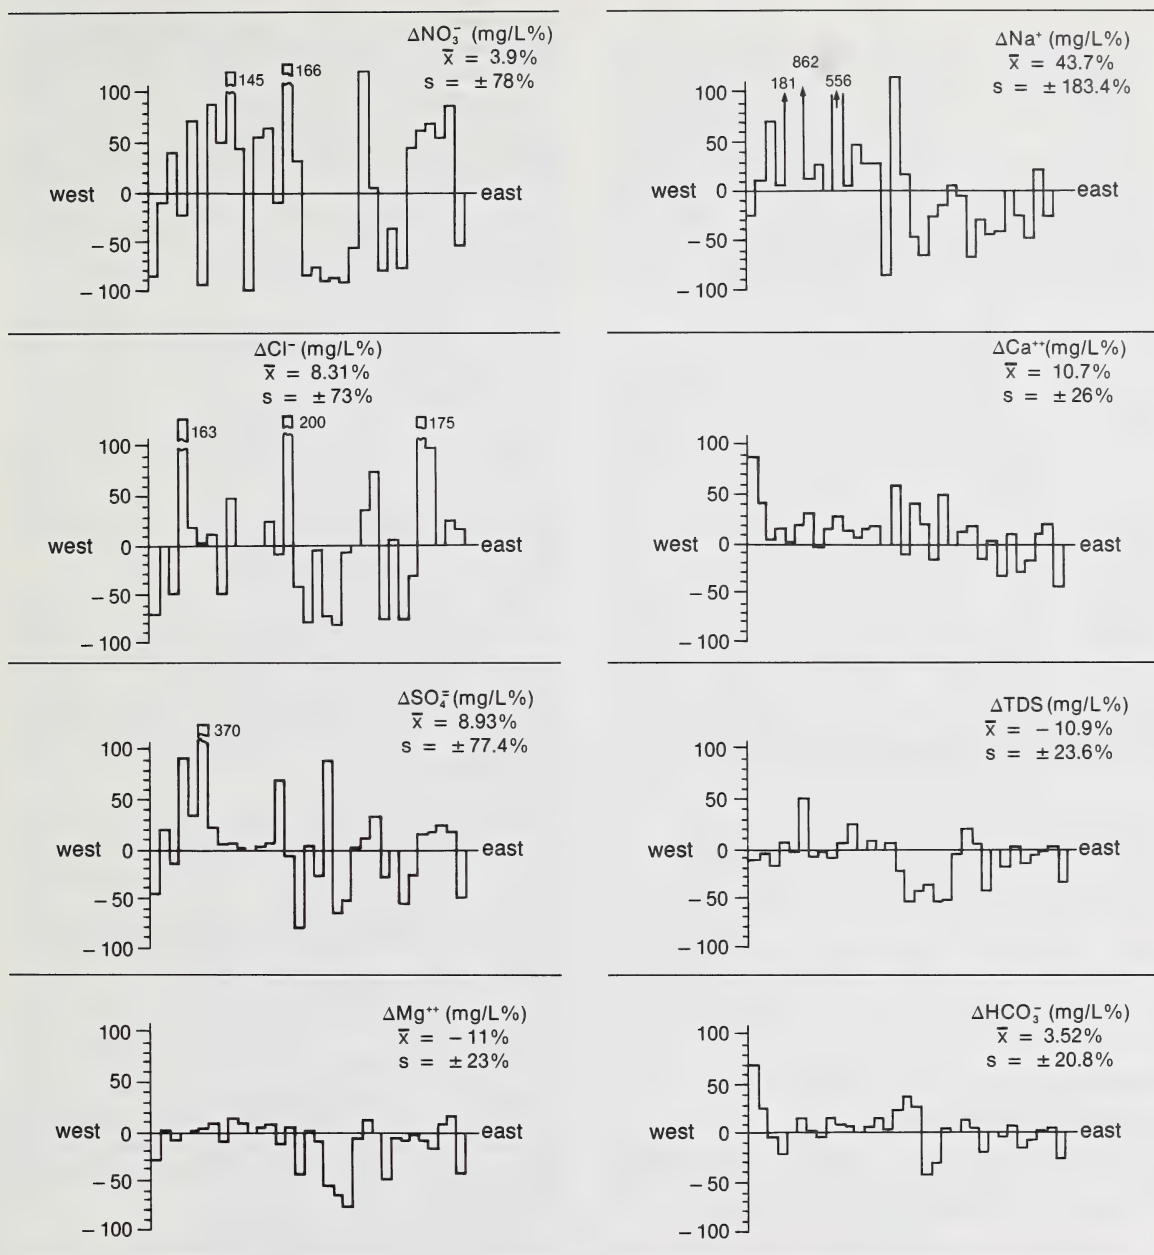 ΔNO₃⁻ (mg/L%)
x̄ = 3.9%
s = ±78%
145
166
100
50
west 0 east
– 50
– 100
ΔNa⁺ (mg/L%)
x̄ = 43.7%
s = ±183.4%
862
181
556
100
50
west 0 east
– 50
– 100
ΔCl⁻ (mg/L%)
x̄ = 8.31%
s = ±73%
163
200
175
100
50
west 0 east
– 50
– 100
ΔCa⁺⁺(mg/L%)
x̄ = 10.7%
s = ±26%
100
50
west 0 east
– 50
– 100
ΔSO₄⁼ (mg/L%)
x̄ = 8.93%
s = ±77.4%
370
100
50
west 0 east
– 50
– 100
ΔTDS (mg/L%)
x̄ = – 10.9%
s = ±23.6%
100
50
west 0 east
– 50
– 100
ΔMg⁺⁺ (mg/L%)
x̄ = – 11%
s = ±23%
100
50
west 0 east
– 50
– 100
ΔHCO₃⁻ (mg/L%)
x̄ = 3.52%
s = ±20.8%
100
50
west 0 east
– 50
– 100